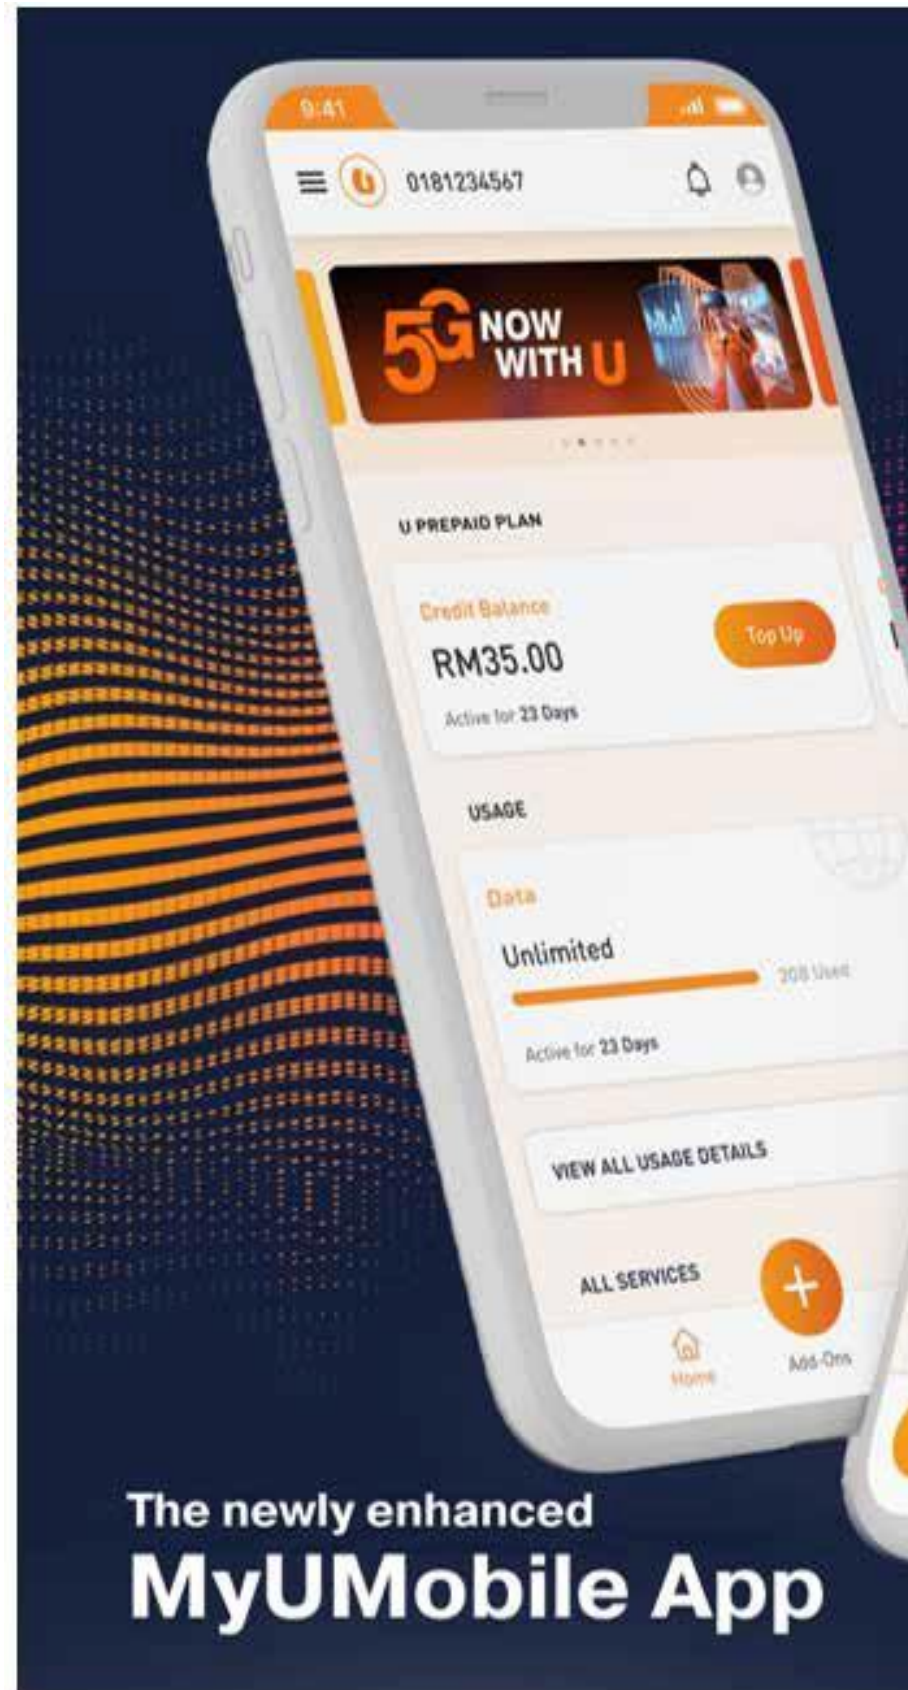 9:41
0181234567
5G NOW
WITH U
U PREPAID PLAN
Credit Balance
RM35.00
Top Up
Active for 23 Days
USAGE
Data
Unlimited
Used
Active for 23 Days
VIEW ALL USAGE DETAILS
ALL SERVICES
Home
Add-Ons
The newly enhanced
MyUMobile App